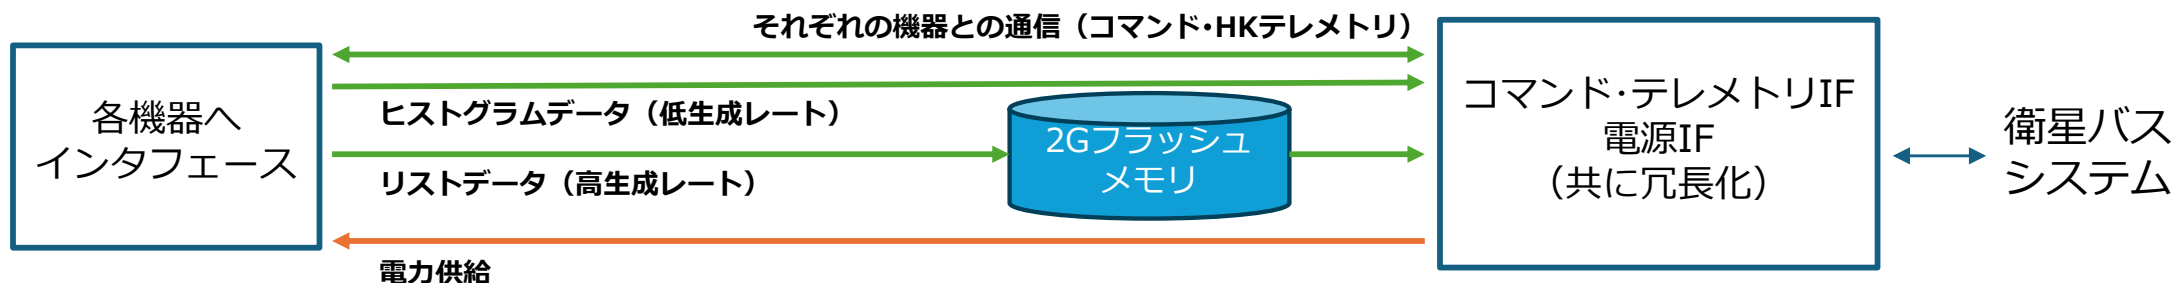 それぞれの機器との通信（コマンド･HKテレメトリ）
各機器へ
インタフェース
ヒストグラムデータ（低生成レート）
リストデータ（高生成レート）
電力供給
2Gフラッシュ
メモリ
コマンド･テレメトリIF
電源IF
（共に冗長化）
衛星バス
システム